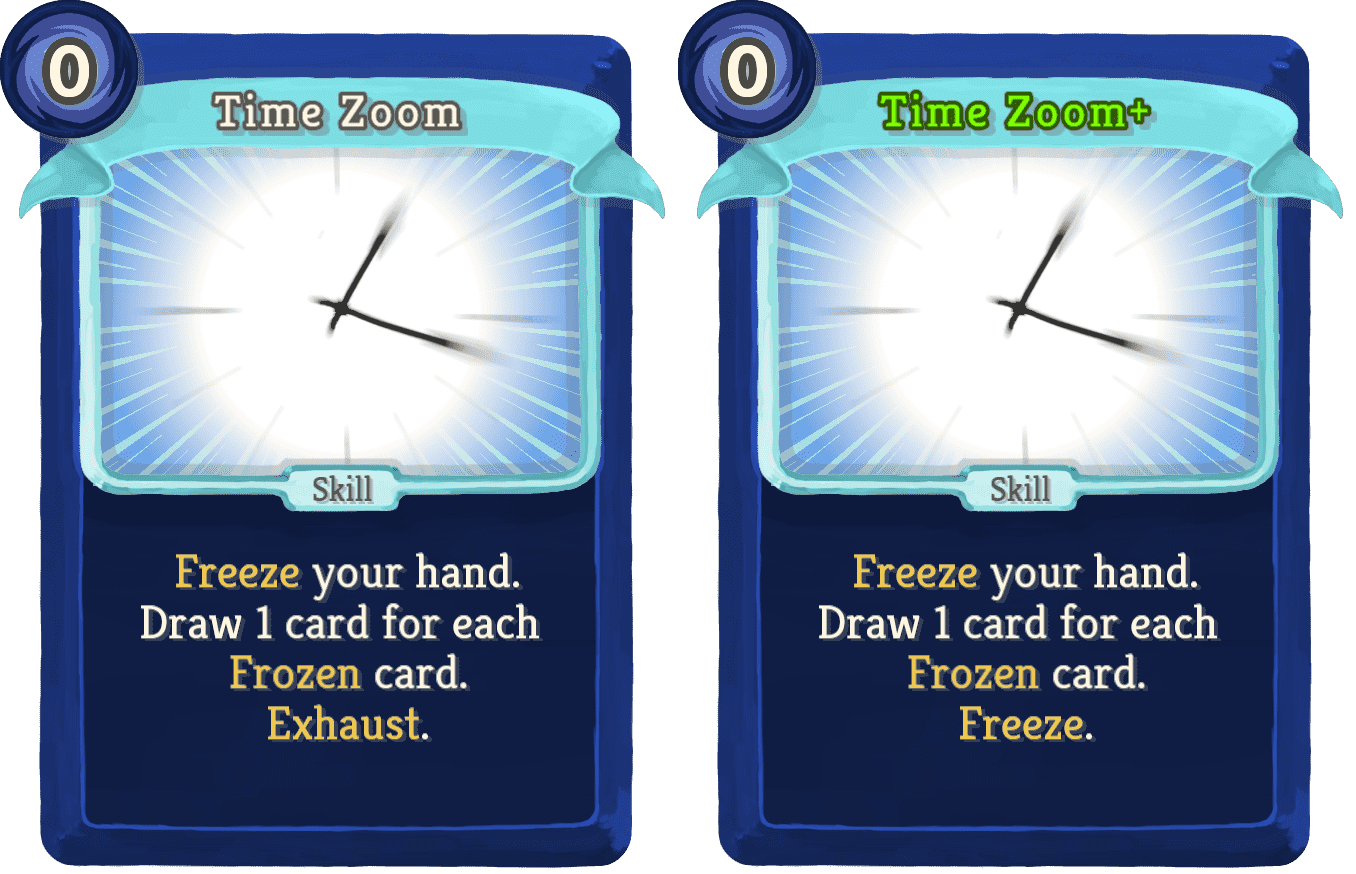 0
Time Zoom
Skill
Freeze your hand.
Draw 1 card for each
Frozen card.
Exhaust.
0
Time Zoom+
Skill
Freeze your hand.
Draw 1 card for each
Frozen card.
Freeze.